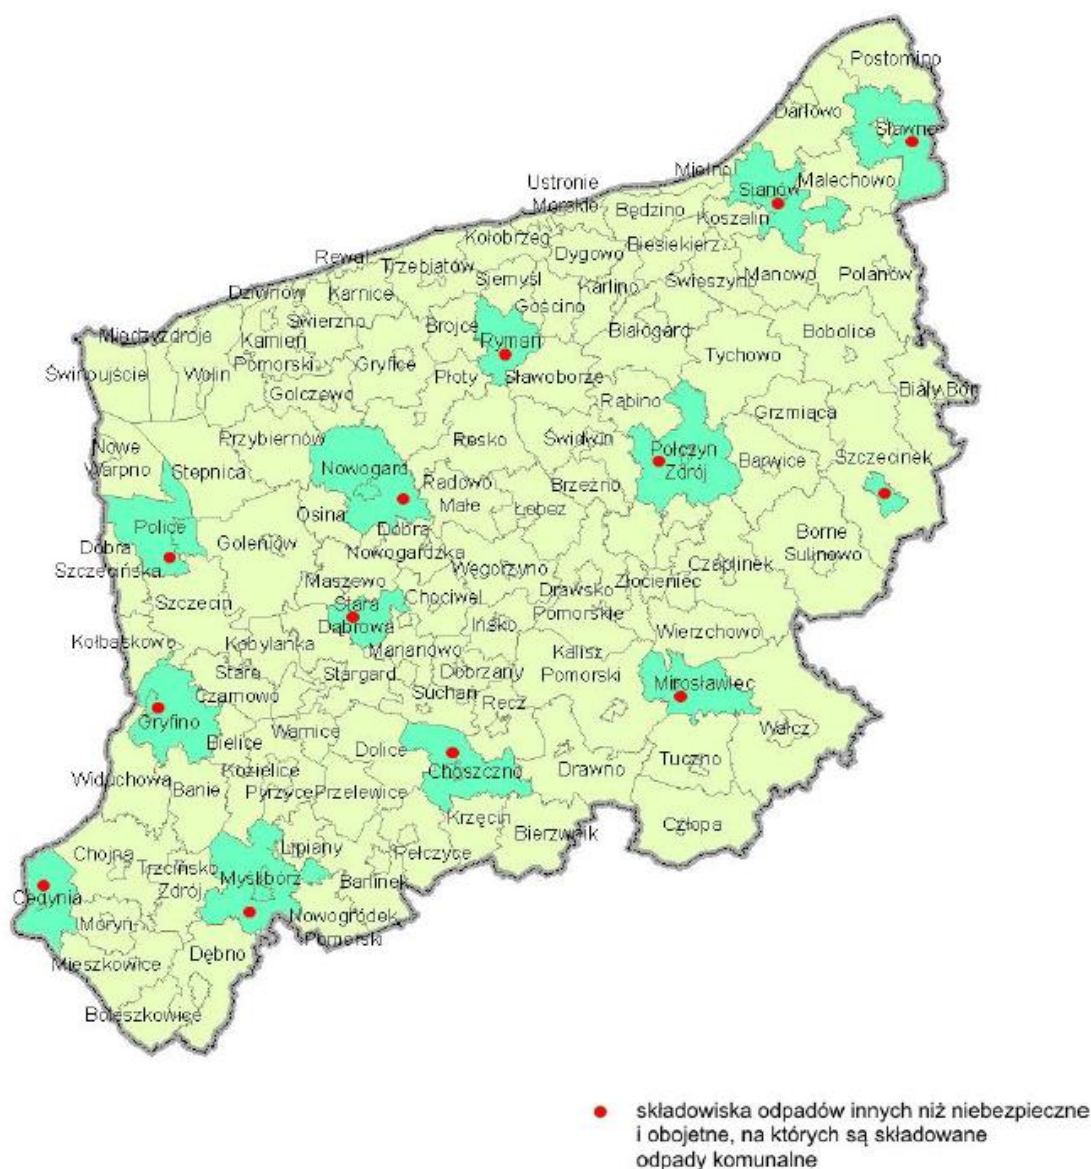 Postomino
Darłowo
Sławno
Mielno
Sianów
Malechowo
Ustronie
Morskie
Będzino
Koszalin
Kołobrzeg
Dygowo
Biesiekierz
Rewal
Trzebiatów
Siemyśl
Karlino
Świeszyno
Manowo
Polanów
Dziwnów
Karnice
Gościno
Świerzno
Brojce
Białogard
Bobolice
Międzyzdroje
Kamień
Pomorski
Gryfice
Ryman
Tychowo
Świnoujście
Wolin
Płoty
Sławoborze
Golczewo
Rąbino
Biały Bór
Grzmiąca
Przybiernów
Resko
Świdwin
Nowe
Warpno
Stepnica
Nowogard
Połczyn
Zdrój
Barwice
Szczecinek
Radowo
Małe
Brzeżno
Osina
Łobez
Police
Dobra
Nowogardzka
Goleniów
Borne
Sulinowo
Dobra
Szczecińska
Węgorzyno
Złocieniec
Czaplinek
Maszewo
Chociwel
Drawsko
Pomorskie
Szczecin
Stara
Dąbrowa
Ińsko
Wierzchowo
Kołbaskowo
Kobylanka
Marianowo
Kalisz
Pomorski
Stare
Czarnowo
Stargard
Dobrzany
Suchań
Mirosławiec
Recz
Gryfino
Bielice
Warnice
Dolice
Wałcz
Kozielice
Choszczno
Drawno
Tuczno
Widuchowa
Banie
Pyrzyce
Przelewice
Krzęcin
Bierzwnik
Człopa
Chojna
Lipiany
Pełczyce
Trzcińsko
Zdrój
Myślibórz
Barlinek
Cedynia
Moryń
Nowogródek
Pomorski
Mieszkowice
Dębno
Boleszkowice
składowiska odpadów innych niż niebezpieczne
i obojętne, na których są składowane
odpady komunalne